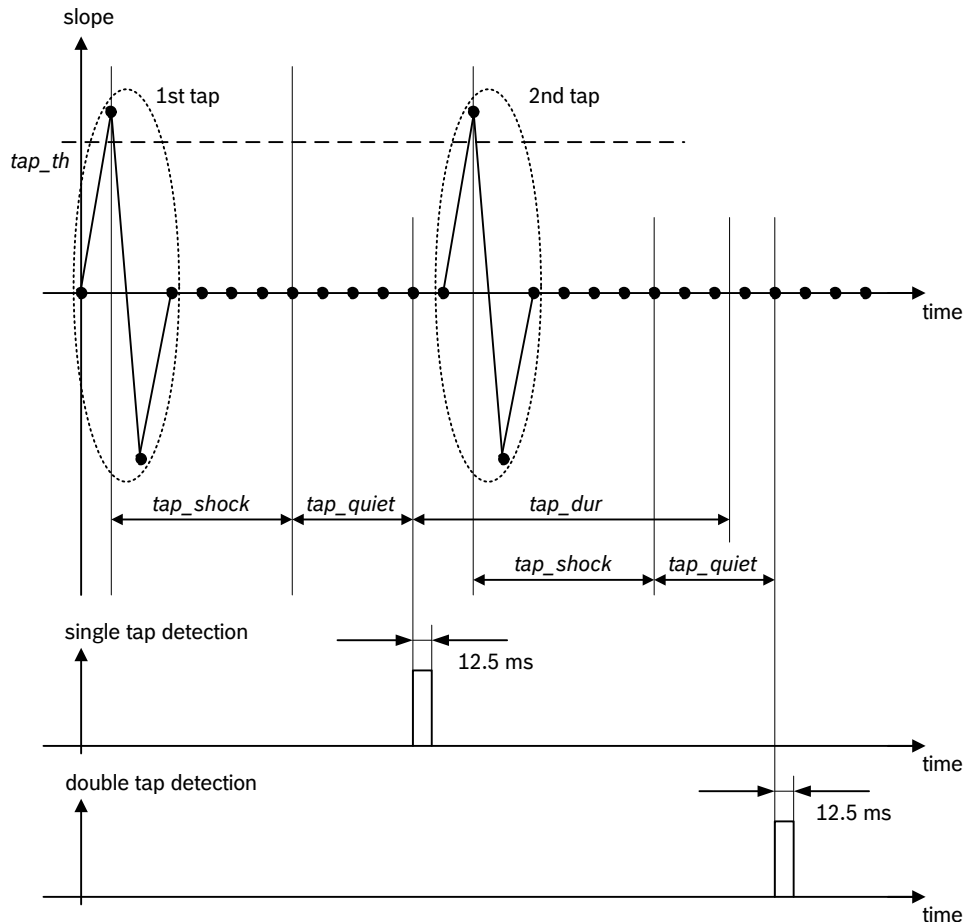 slope
1st tap
2nd tap
tap_th
time
tap_shock
tap_quiet
tap_dur
tap_shock
tap_quiet
single tap detection
12.5 ms
time
double tap detection
12.5 ms
time